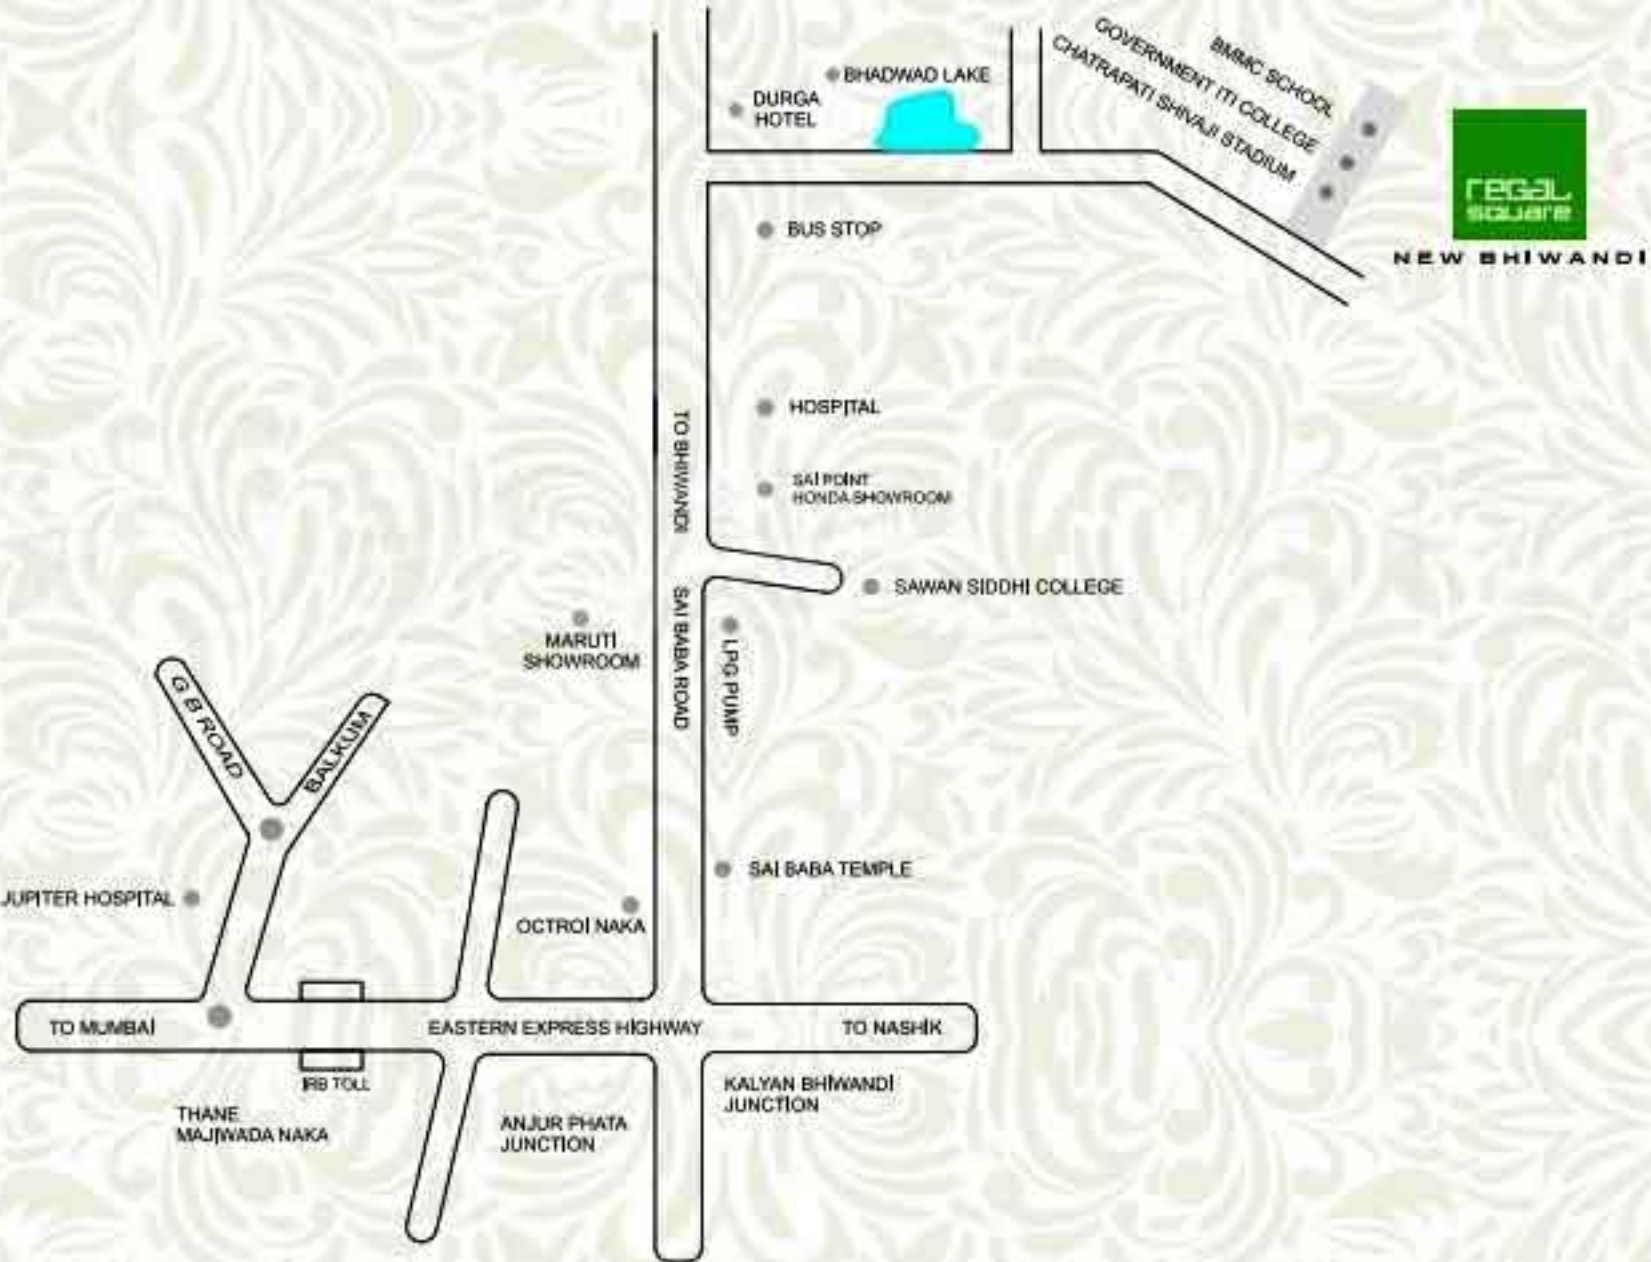 BHADWAD LAKE
DURGA
HOTEL
BMMC SCHOOL
GOVERNMENT ITI COLLEGE
CHATRAPATI SHIVAJI STADIUM
regal
square
NEW BHIWANDI
BUS STOP
HOSPITAL
TO BHIWANDI
SAI POINT
HONDA SHOWROOM
SAWAN SIDDHI COLLEGE
SAI BABA ROAD
LPG PUMP
MARUTI
SHOWROOM
G B ROAD
BALKUM
SAI BABA TEMPLE
JUPITER HOSPITAL
OCTROI NAKA
TO MUMBAI
EASTERN EXPRESS HIGHWAY
TO NASHIK
IRB TOLL
KALYAN BHIWANDI
JUNCTION
THANE
MAJIWADA NAKA
ANJUR PHATA
JUNCTION